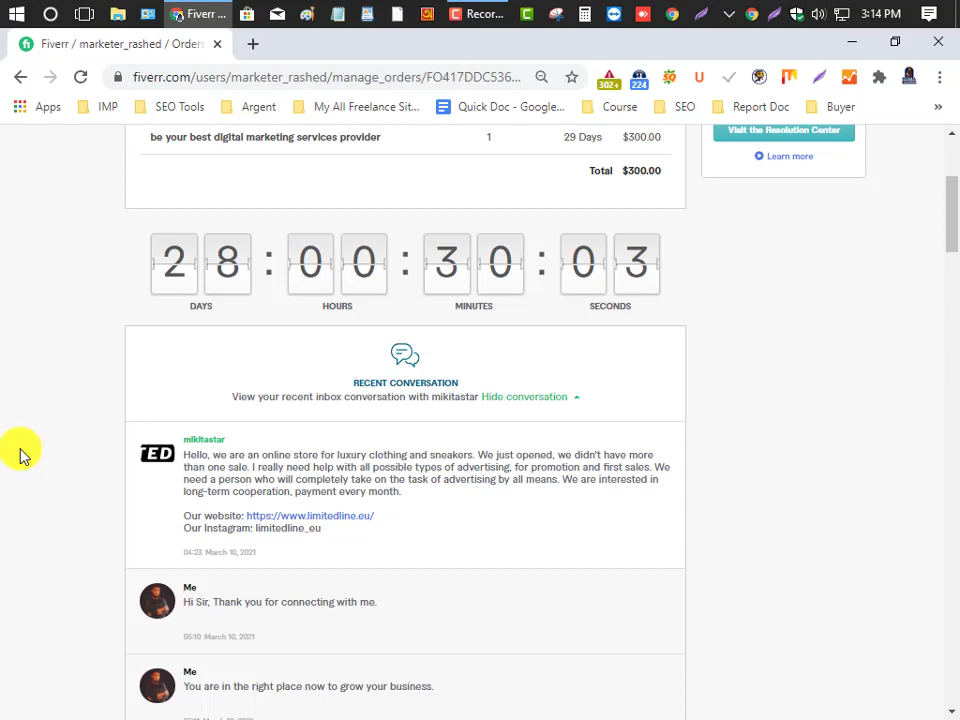 Fiverr ...
Recor...
3:14 PM
Fiverr / marketer_rashed / Orders
fiverr.com/users/marketer_rashed/manage_orders/FO417DDC536...
302+
224
Apps
IMP
SEO Tools
Argent
My All Freelance Sit...
Quick Doc - Google...
Course
SEO
Report Doc
Buyer
»
be your best digital marketing services provider 1 29 Days $300.00
Total $300.00
Visit the Resolution Center
Learn more
28 : 00 : 30 : 03
DAYS HOURS MINUTES SECONDS
RECENT CONVERSATION
View your recent inbox conversation with mikitastar Hide conversation
TED
mikitastar
Hello, we are an online store for luxury clothing and sneakers. We just opened, we didn't have more
than one sale. I really need help with all possible types of advertising, for promotion and first sales. We
need a person who will completely take on the task of advertising by all means. We are interested in
long-term cooperation, payment every month.
Our website: https://www.limitedline.eu/
Our Instagram: limitedline_eu
04:23 March 10, 2021
Me
Hi Sir, Thank you for connecting with me.
05:10 March 10, 2021
Me
You are in the right place now to grow your business.